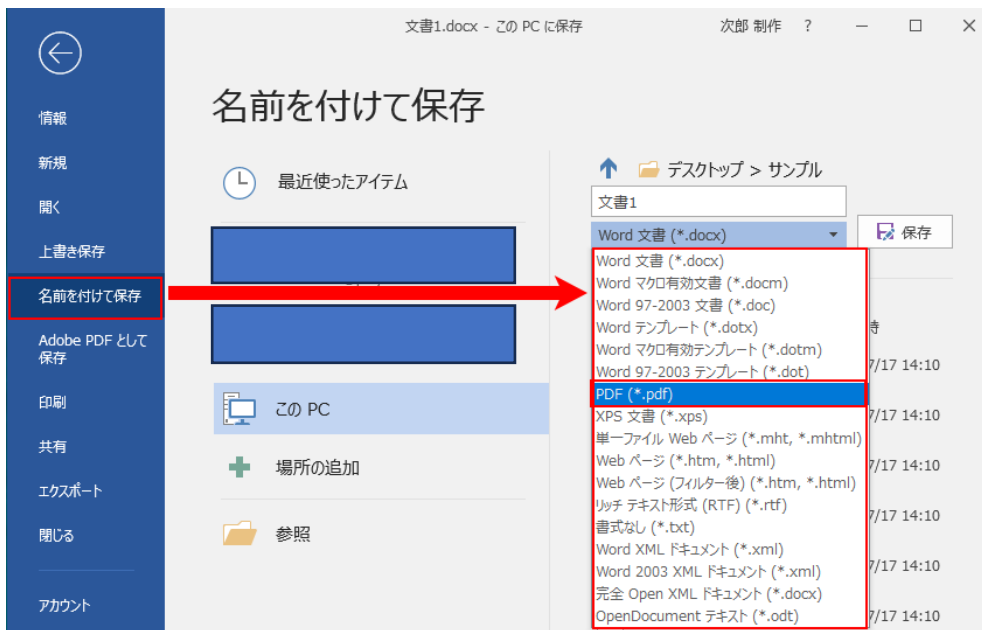 文書1.docx - この PC に保存
次郎 制作 ?
情報
新規
開く
上書き保存
名前を付けて保存
Adobe PDF として
保存
印刷
共有
エクスポート
閉じる
アカウント
名前を付けて保存
最近使ったアイテム
この PC
場所の追加
参照
デスクトップ > サンプル
文書1
Word 文書 (*.docx)
保存
Word 文書 (*.docx)
Word マクロ有効文書 (*.docm)
Word 97-2003 文書 (*.doc)
Word テンプレート (*.dotx)
Word マクロ有効テンプレート (*.dotm)
Word 97-2003 テンプレート (*.dot)
PDF (*.pdf)
XPS 文書 (*.xps)
単一ファイル Web ページ (*.mht, *.mhtml)
Web ページ (*.htm, *.html)
Web ページ (フィルター後) (*.htm, *.html)
リッチ テキスト形式 (RTF) (*.rtf)
書式なし (*.txt)
Word XML ドキュメント (*.xml)
Word 2003 XML ドキュメント (*.xml)
完全 Open XML ドキュメント (*.docx)
OpenDocument テキスト (*.odt)
時
7/17 14:10
7/17 14:10
7/17 14:10
7/17 14:10
7/17 14:10
7/17 14:10